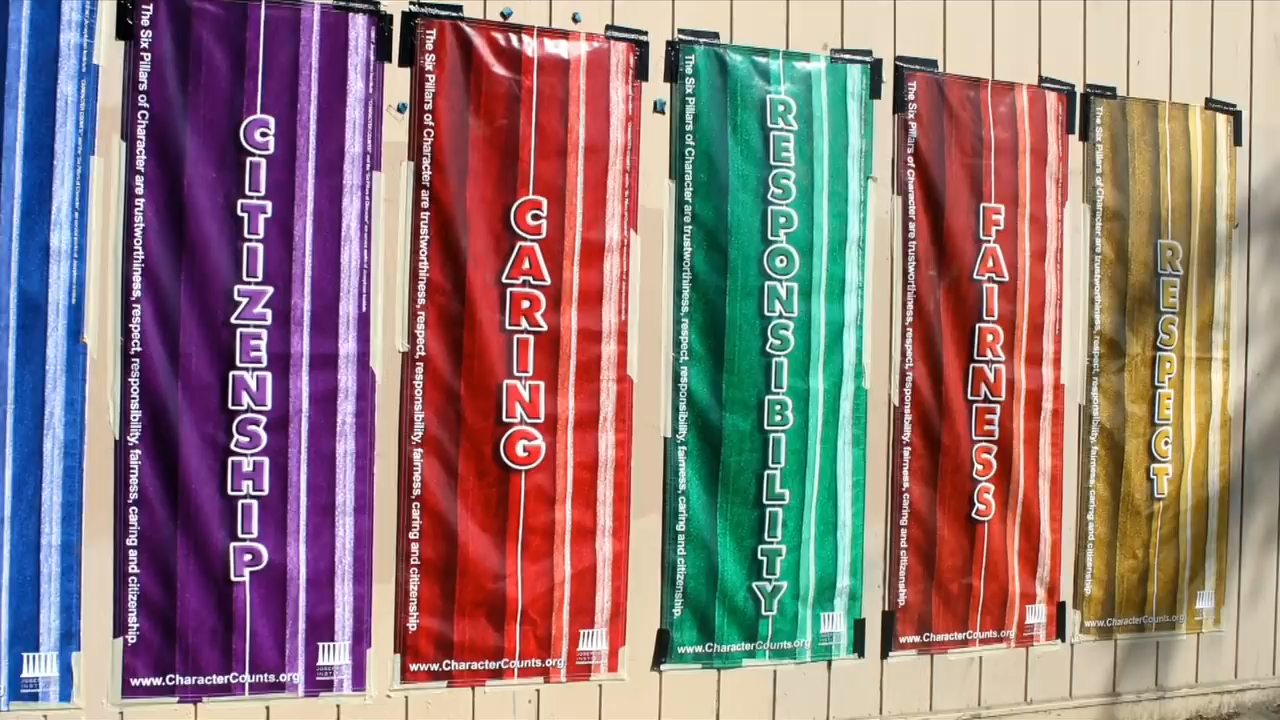 The Six Pillars of Character are trustworthiness, respect, responsibility, fairness, caring and citizenship.
CITIZENSHIP
www.CharacterCounts.org
The Six Pillars of Character are trustworthiness, respect, responsibility, fairness, caring and citizenship.
CARING
www.CharacterCounts.org
The Six Pillars of Character are trustworthiness, respect, responsibility, fairness, caring and citizenship.
RESPONSIBILITY
www.CharacterCounts.org
The Six Pillars of Character are trustworthiness, respect, responsibility, fairness, caring and citizenship.
FAIRNESS
www.CharacterCounts.org
The Six Pillars of Character are trustworthiness, respect, responsibility, fairness, caring and citizenship.
RESPECT
www.CharacterCounts.org